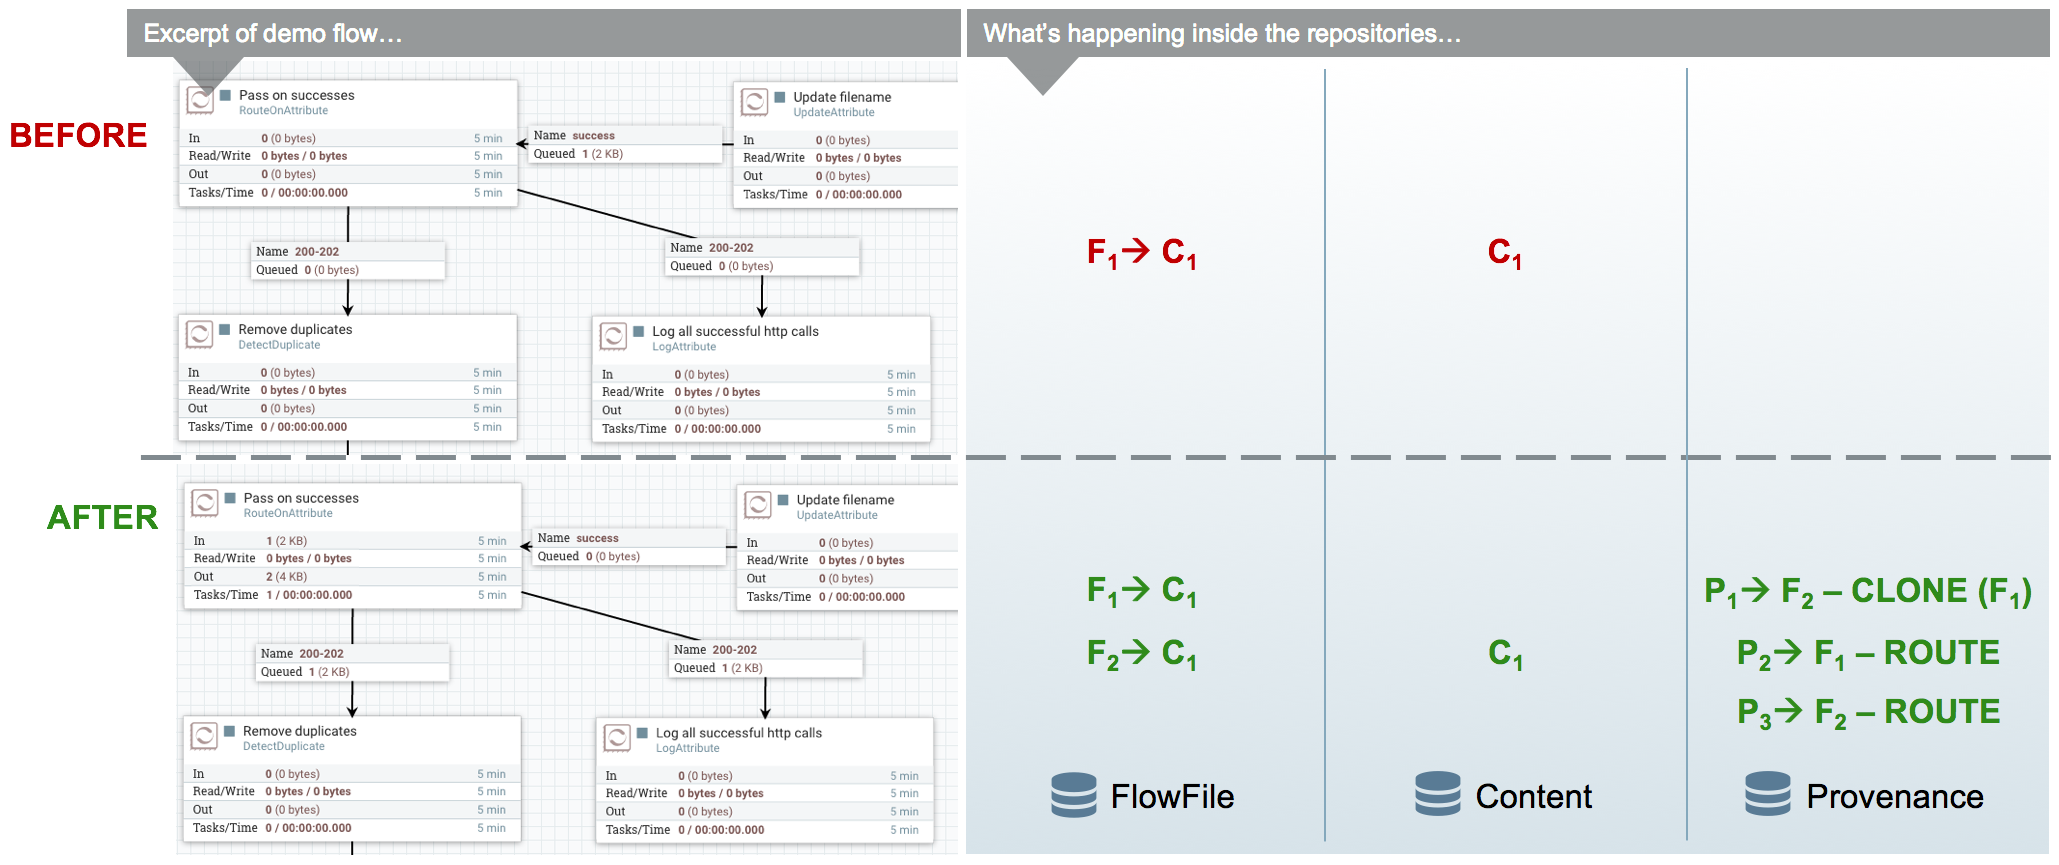 Excerpt of demo flow…
What's happening inside the repositories…
BEFORE
Pass on successes
RouteOnAttribute
In 0 (0 bytes) 5 min
Read/Write 0 bytes / 0 bytes 5 min
Out 0 (0 bytes) 5 min
Tasks/Time 0 / 00:00:00.000 5 min
Name success
Queued 1 (2 KB)
Update filename
UpdateAttribute
In 0 (0 bytes)
Read/Write 0 bytes / 0 bytes
Out 0 (0 bytes)
Tasks/Time 0 / 00:00:00.000
Name 200-202
Queued 0 (0 bytes)
Name 200-202
Queued 0 (0 bytes)
Remove duplicates
DetectDuplicate
In 0 (0 bytes) 5 min
Read/Write 0 bytes / 0 bytes 5 min
Out 0 (0 bytes) 5 min
Tasks/Time 0 / 00:00:00.000 5 min
Log all successful http calls
LogAttribute
In 0 (0 bytes) 5 min
Read/Write 0 bytes / 0 bytes 5 min
Out 0 (0 bytes) 5 min
Tasks/Time 0 / 00:00:00.000 5 min
F1→ C1
C1
AFTER
Pass on successes
RouteOnAttribute
In 1 (2 KB) 5 min
Read/Write 0 bytes / 0 bytes 5 min
Out 2 (4 KB) 5 min
Tasks/Time 1 / 00:00:00.000 5 min
Name success
Queued 0 (0 bytes)
Update filename
UpdateAttribute
In 0 (0 bytes)
Read/Write 0 bytes / 0 bytes
Out 0 (0 bytes)
Tasks/Time 0 / 00:00:00.000
Name 200-202
Queued 1 (2 KB)
Name 200-202
Queued 1 (2 KB)
Remove duplicates
DetectDuplicate
In 0 (0 bytes) 5 min
Read/Write 0 bytes / 0 bytes 5 min
Out 0 (0 bytes) 5 min
Tasks/Time 0 / 00:00:00.000 5 min
Log all successful http calls
LogAttribute
In 0 (0 bytes) 5 min
Read/Write 0 bytes / 0 bytes 5 min
Out 0 (0 bytes) 5 min
Tasks/Time 0 / 00:00:00.000 5 min
F1→ C1
F2→ C1
C1
P1→ F2 – CLONE (F1)
P2→ F1 – ROUTE
P3→ F2 – ROUTE
FlowFile
Content
Provenance